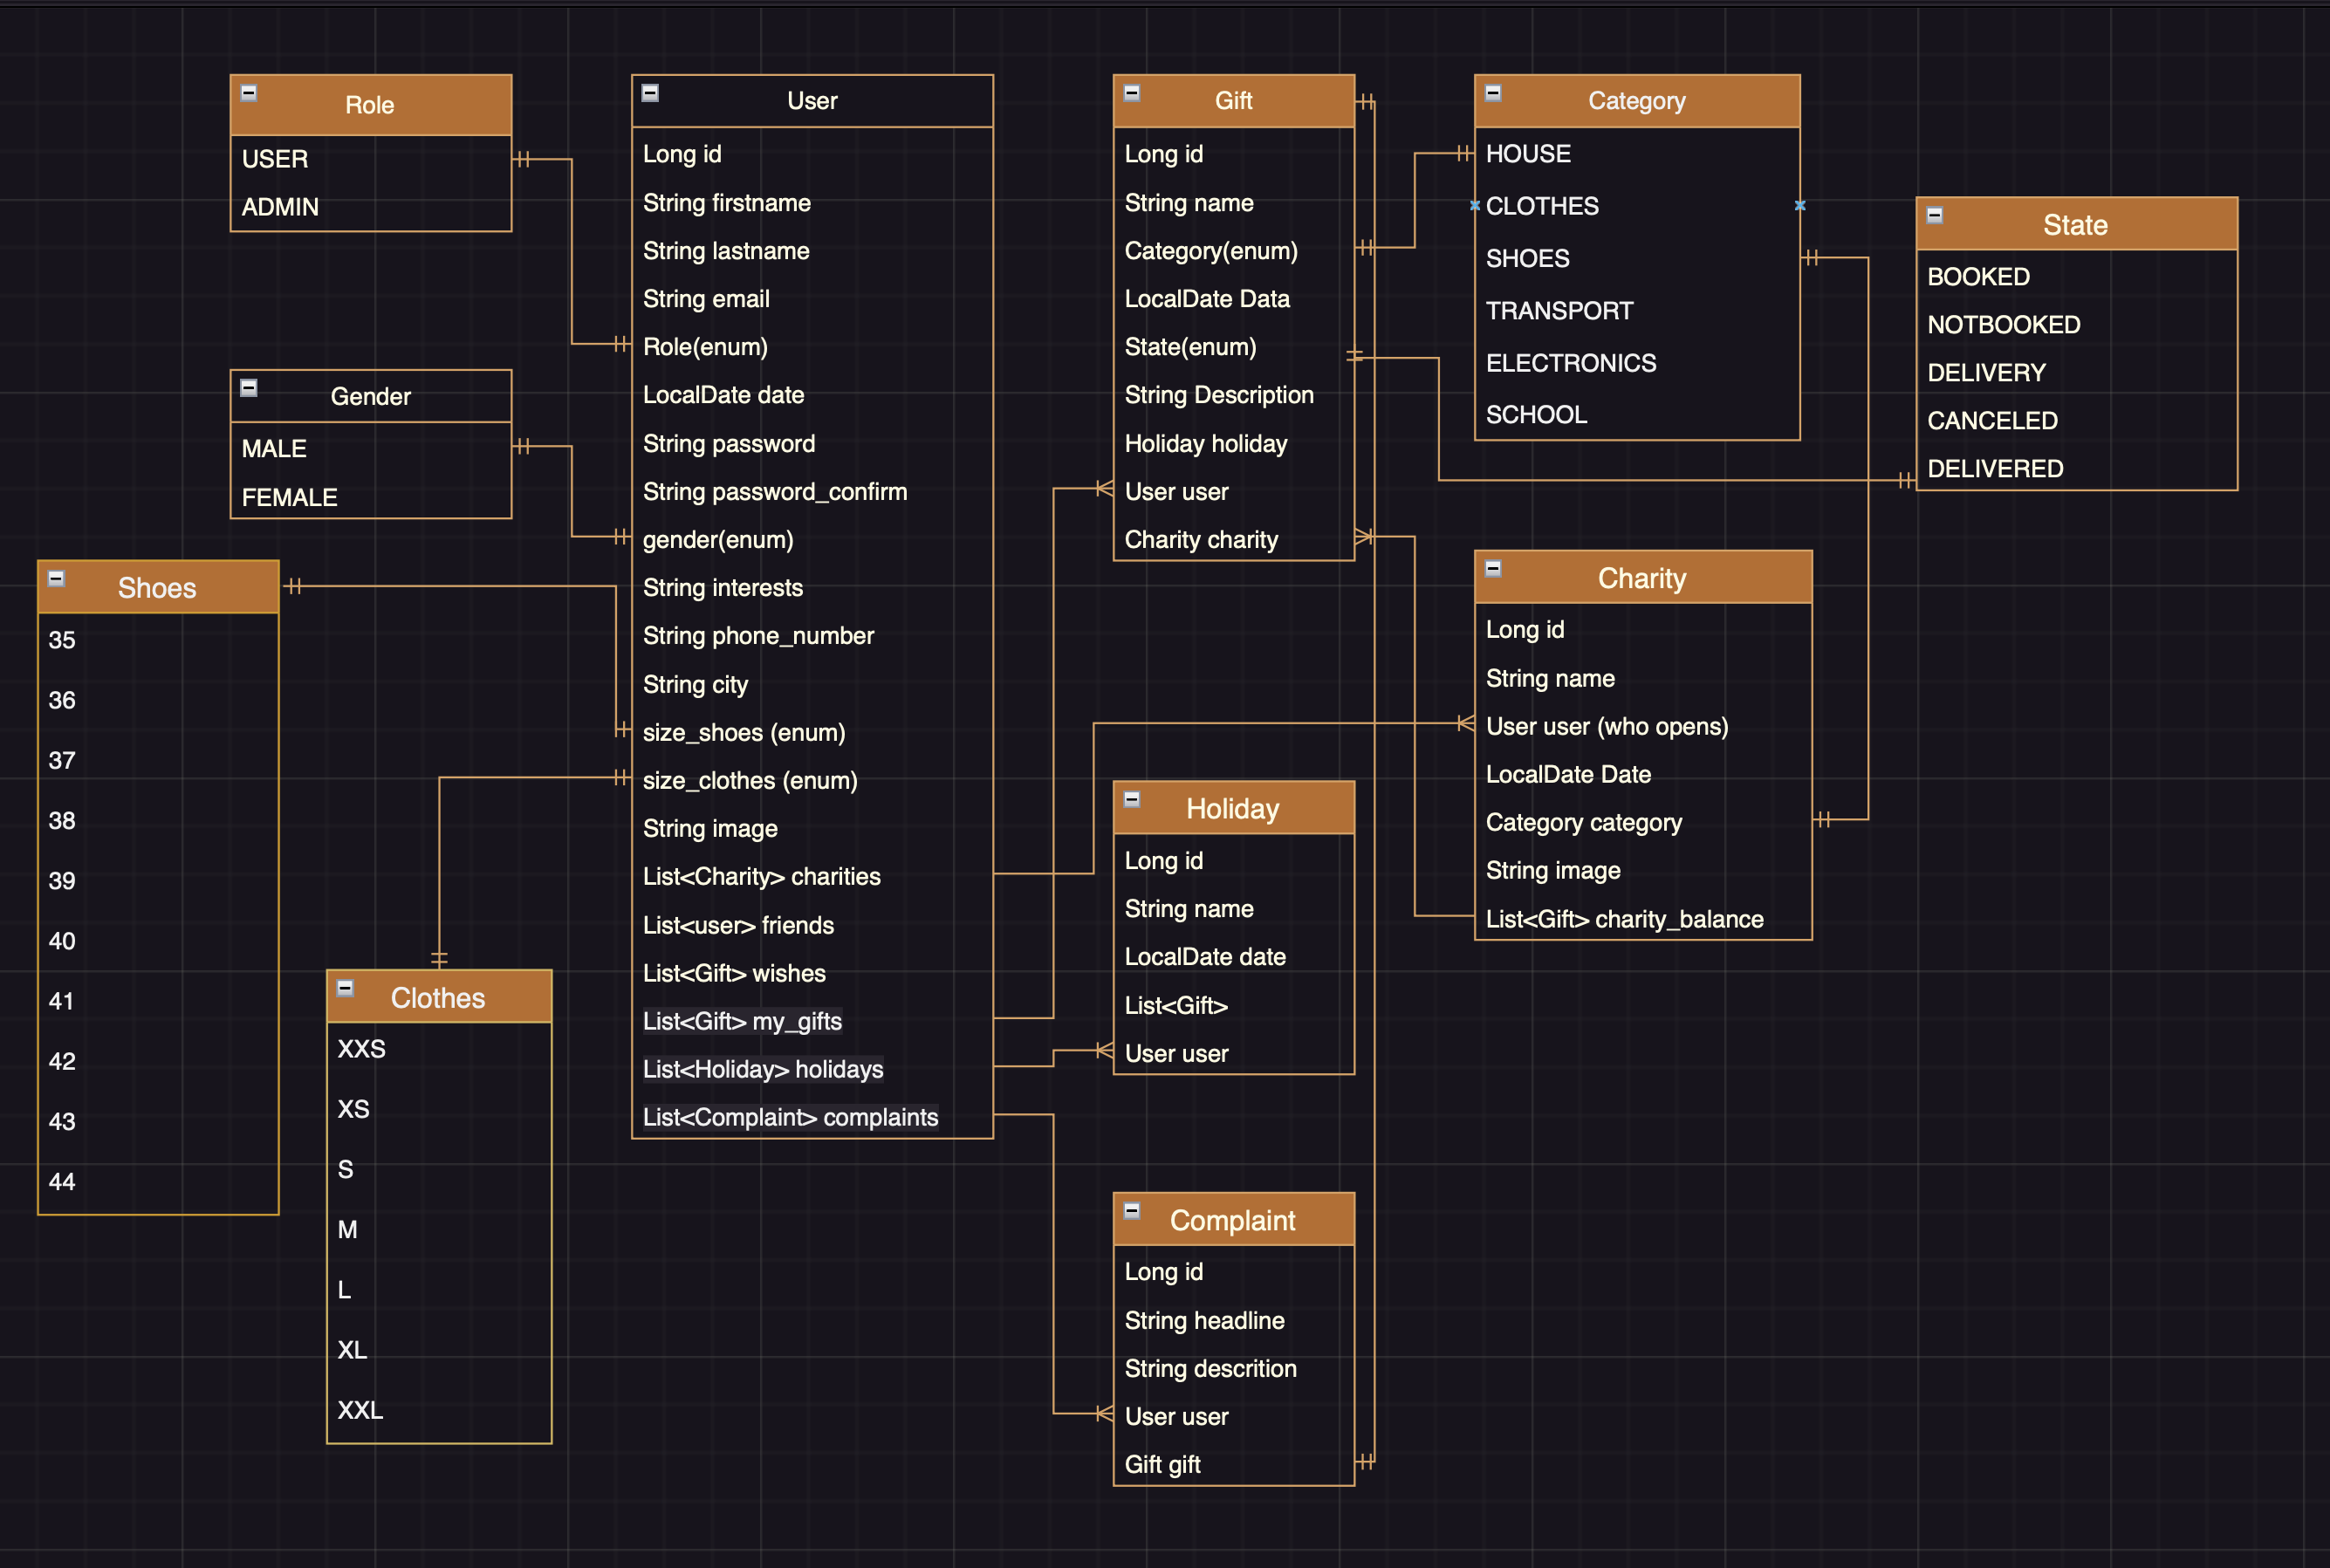 Role
USER
ADMIN
Gender
MALE
FEMALE
Shoes
35
36
37
38
39
40
41
42
43
44
Clothes
XXS
XS
S
M
L
XL
XXL
User
Long id
String firstname
String lastname
String email
Role(enum)
LocalDate date
String password
String password_confirm
gender(enum)
String interests
String phone_number
String city
size_shoes (enum)
size_clothes (enum)
String image
List<Charity> charities
List<user> friends
List<Gift> wishes
List<Gift> my_gifts
List<Holiday> holidays
List<Complaint> complaints
Gift
Long id
String name
Category(enum)
LocalDate Data
State(enum)
String Description
Holiday holiday
User user
Charity charity
Holiday
Long id
String name
LocalDate date
List<Gift>
User user
Complaint
Long id
String headline
String descrition
User user
Gift gift
Category
HOUSE
CLOTHES
SHOES
TRANSPORT
ELECTRONICS
SCHOOL
Charity
Long id
String name
User user (who opens)
LocalDate Date
Category category
String image
List<Gift> charity_balance
State
BOOKED
NOTBOOKED
DELIVERY
CANCELED
DELIVERED